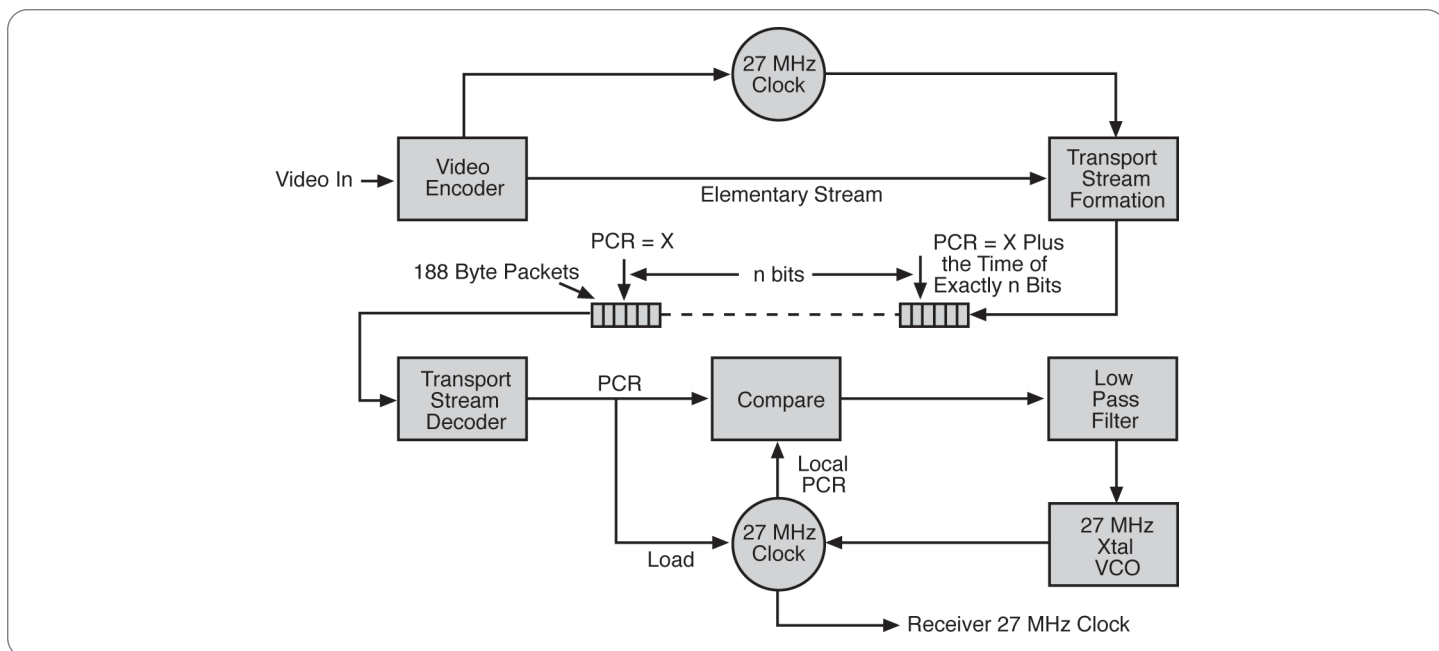 27 MHz
Clock
Video In
Video
Encoder
Elementary Stream
Transport
Stream
Formation
188 Byte Packets
PCR = X
n bits
PCR = X Plus
the Time of
Exactly n Bits
Transport
Stream
Decoder
PCR
Compare
Low
Pass
Filter
Local
PCR
Load
27 MHz
Clock
27 MHz
Xtal
VCO
Receiver 27 MHz Clock